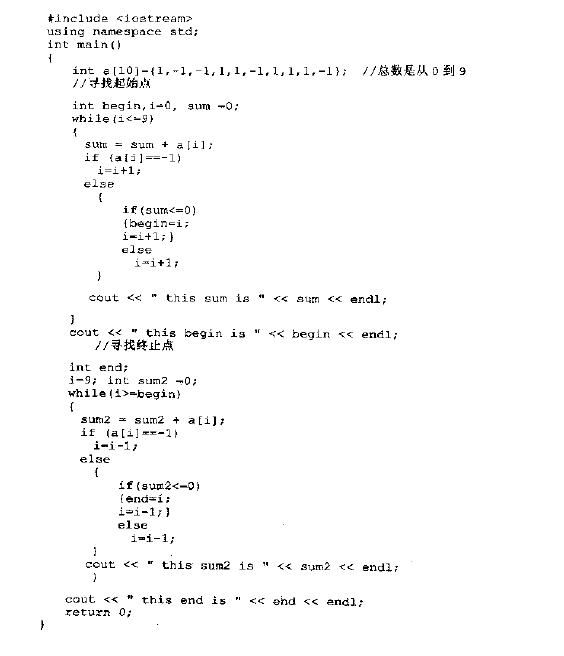 #include <iostream>
using namespace std;
int main()
{
int a[10]={1,-1,-1,1,1,-1,1,1,1,-1}; //总数是从0到9
//寻找起始点
int begin,i=0, sum =0;
while(i<=9)
{
sum = sum + a[i];
if (a[i]==-1)
i=i+1;
else
{
if(sum<=0)
{begin=i;
i=i+1;}
else
i=i+1;
}
cout << " this sum is " << sum << endl;
}
cout << " this begin is " << begin << endl;
//寻找终止点
int end;
i=9; int sum2 =0;
while(i>=begin)
{
sum2 = sum2 + a[i];
if (a[i]==-1)
i=i-1;
else
{
if(sum2<=0)
{end=i;
i=i-1;}
else
i=i-1;
}
cout << " this sum2 is " << sum2 << endl;
}
cout << " this end is " << end << endl;
return 0;
}